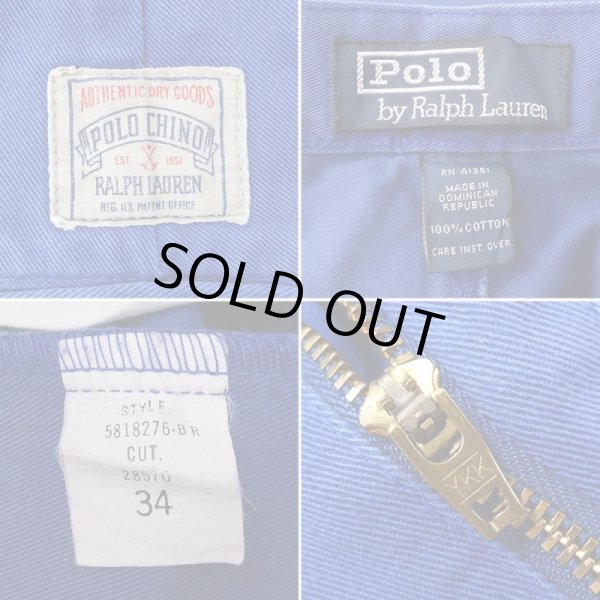 AUTHENTIC DRY GOODS
POLO CHINO
EST. 1967
RALPH LAUREN
REG. U.S. PATENT OFFICE
Polo
by Ralph Lauren
RN 41381
MADE IN
DOMINICAN
REPUBLIC
100% COTTON
CARE INST. OVER
SOLD OUT
STYLE
5818276-BR
CUT.
28570
34
YKK